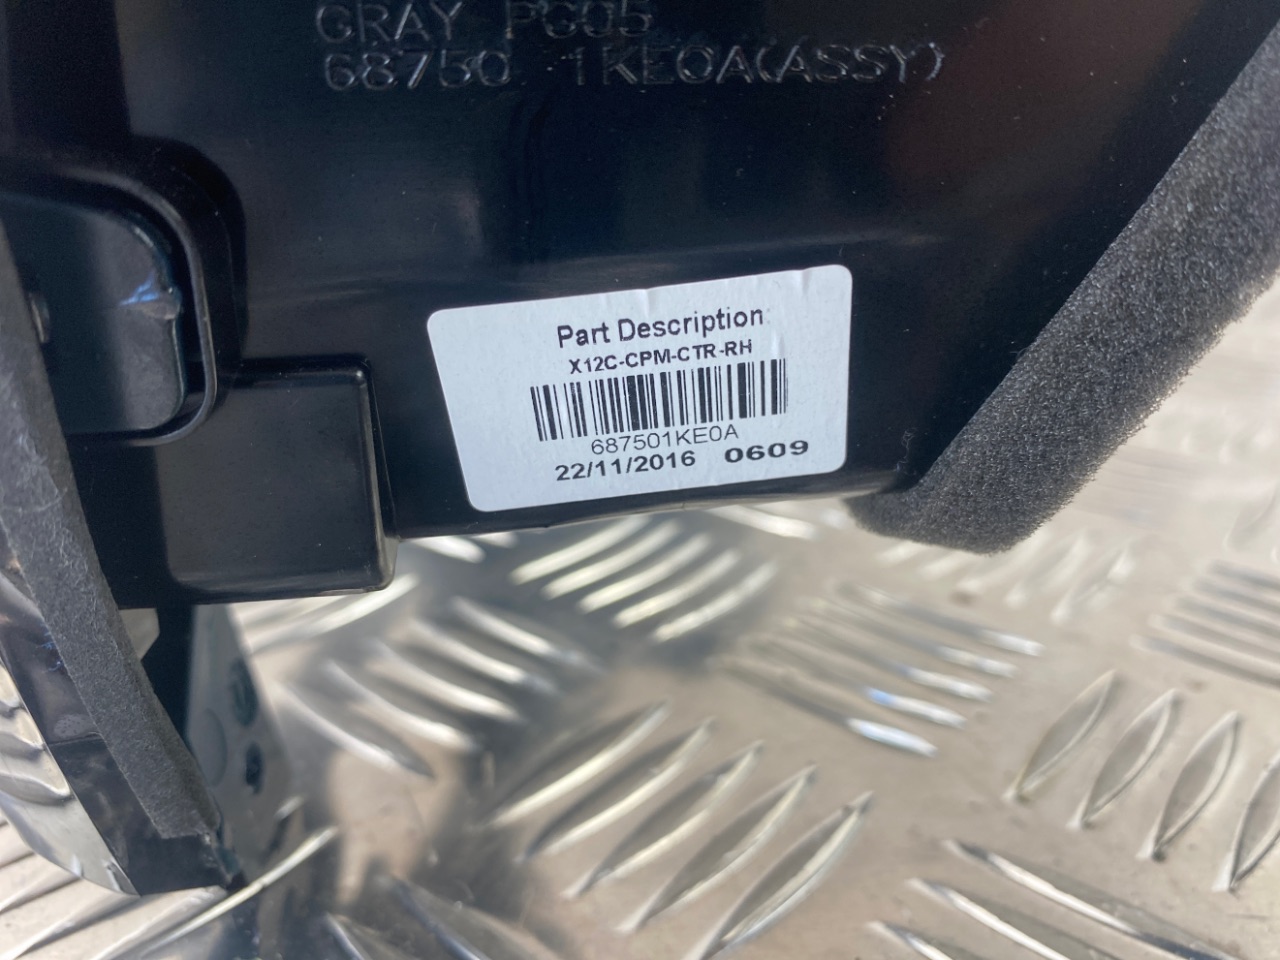 GRAY PG05
68750 1KE0A(ASSY)
Part Description
X12C-CPM-CTR-RH
687501KE0A
22/11/2016 0609